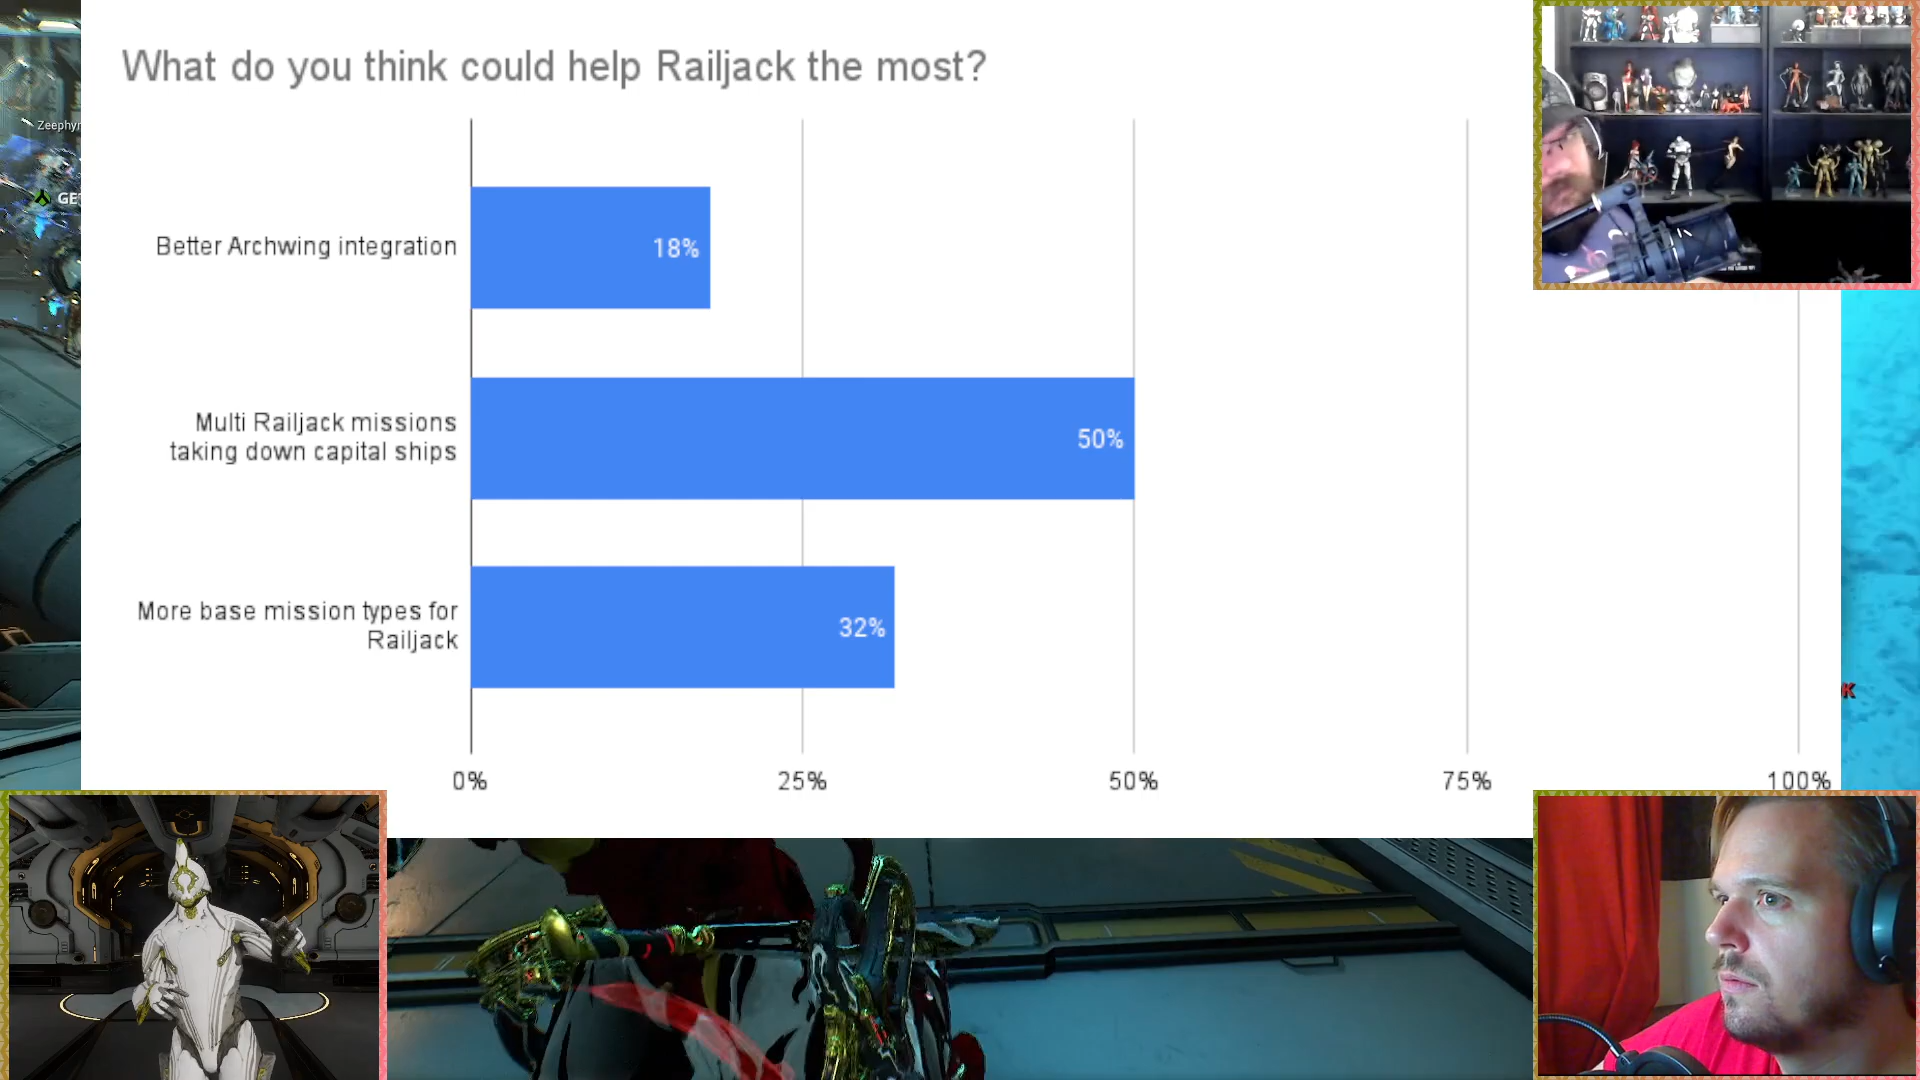 What do you think could help Railjack the most?
Zeephyr
GE
Better Archwing integration
18%
Multi Railjack missions
taking down capital ships
50%
More base mission types for
Railjack
32%
K
0% 25% 50% 75% 100%